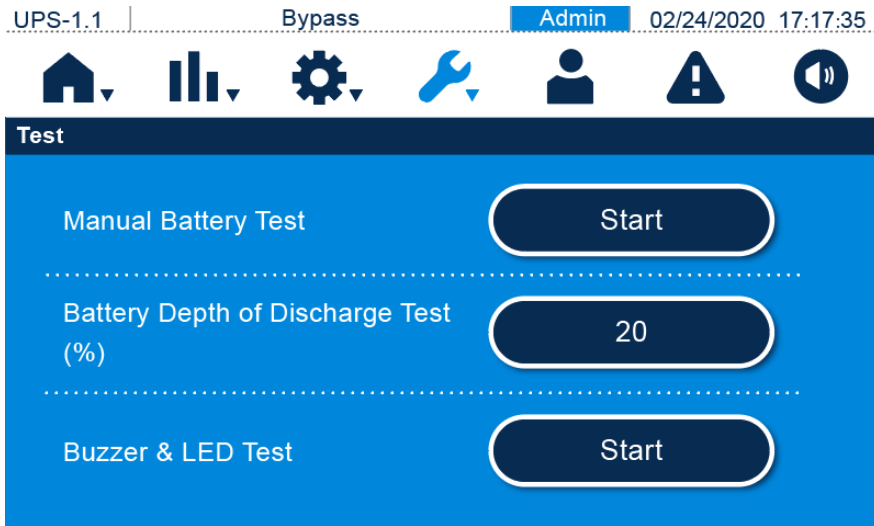 UPS-1.1 Bypass Admin 02/24/2020 17:17:35
Test
Manual Battery Test Start
Battery Depth of Discharge Test
(%)
20
Buzzer & LED Test Start